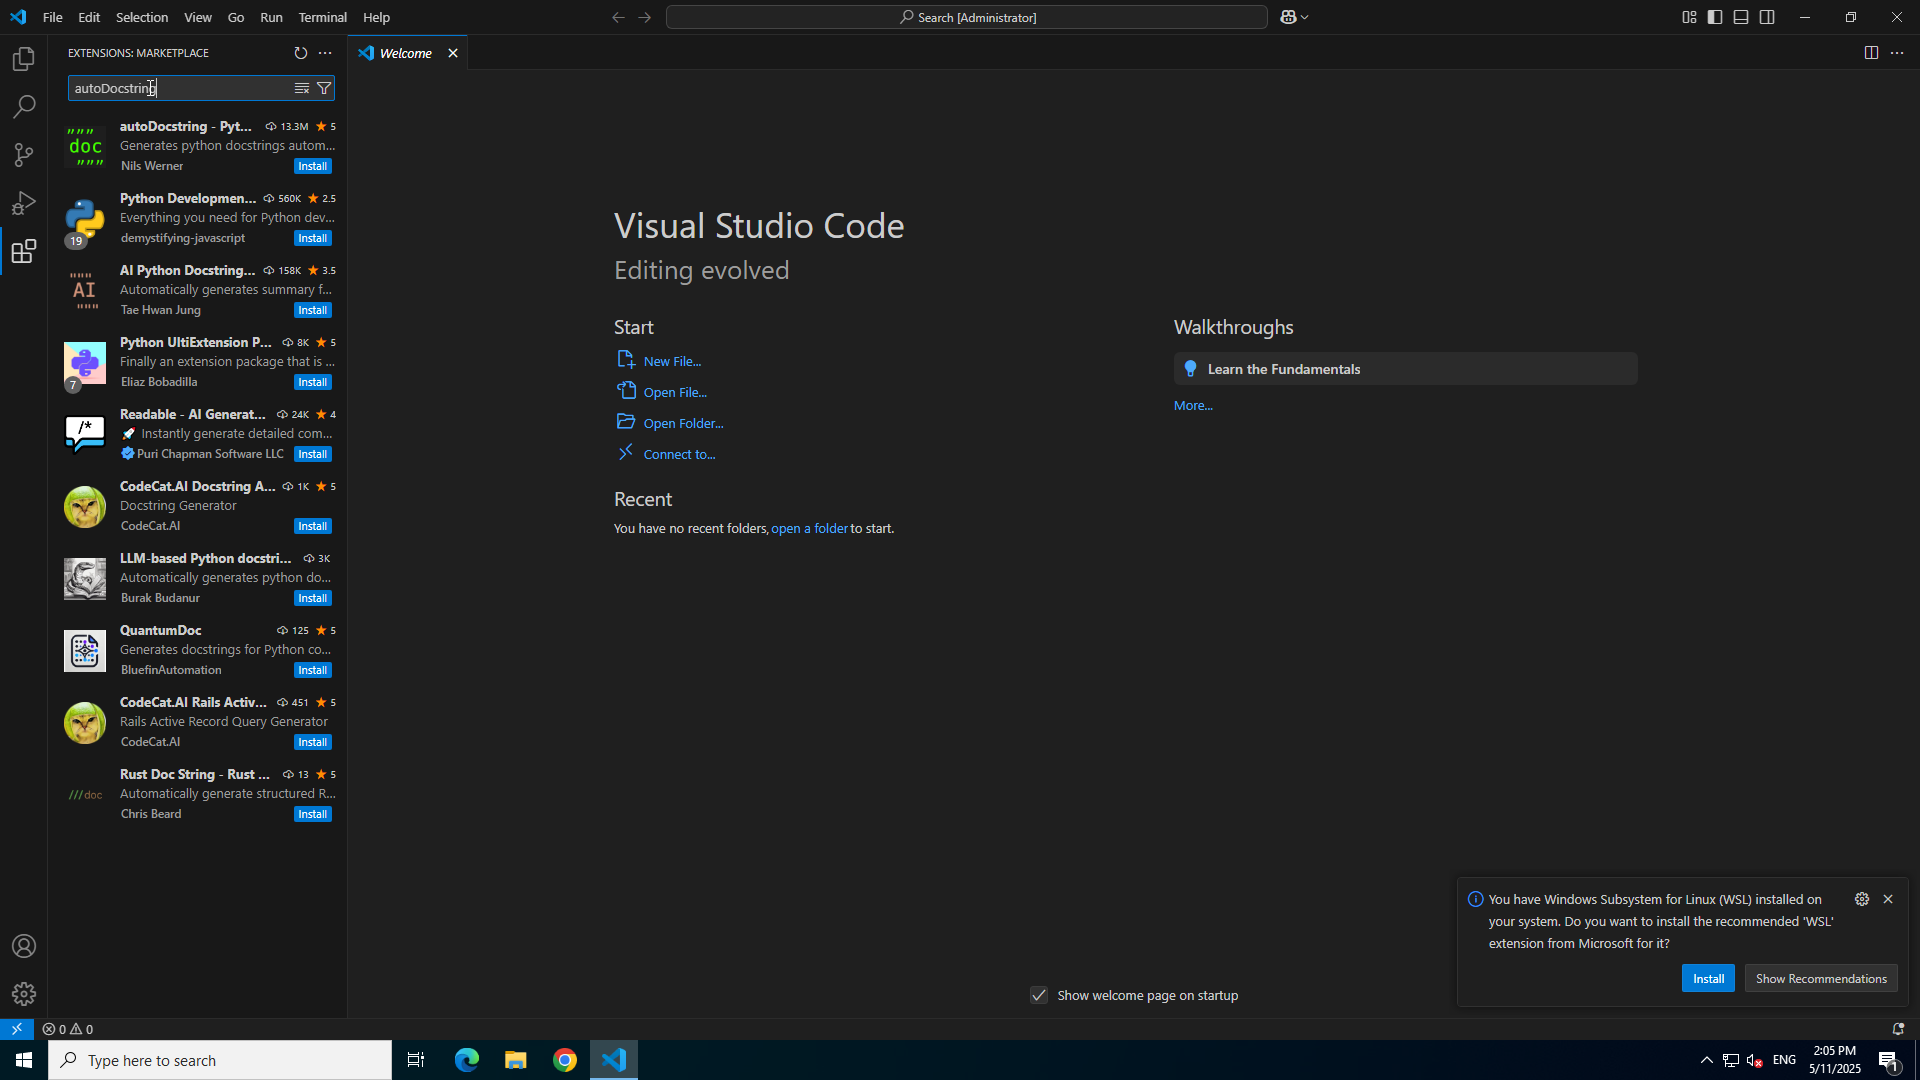 File Edit Selection View Go Run Terminal Help
Search [Administrator]
EXTENSIONS: MARKETPLACE
Welcome
autoDocstring
autoDocstring - Pyt... 13.3M 5
Generates python docstrings autom...
Nils Werner Install
Python Developmen... 560K 2.5
Everything you need for Python dev...
demystifying-javascript Install
19
AI Python Docstring... 158K 3.5
Automatically generates summary f...
Tae Hwan Jung Install
Python UltiExtension P... 8K 5
Finally an extension package that is ...
Eliaz Bobadilla Install
7
Readable - AI Generat... 24K 4
🚀 Instantly generate detailed com...
Puri Chapman Software LLC Install
CodeCat.AI Docstring A... 1K 5
Docstring Generator
CodeCat.AI Install
LLM-based Python docstri... 3K
Automatically generates python do...
Burak Budanur Install
QuantumDoc 125 5
Generates docstrings for Python co...
BluefinAutomation Install
CodeCat.AI Rails Activ... 451 5
Rails Active Record Query Generator
CodeCat.AI Install
Rust Doc String - Rust ... 13 5
Automatically generate structured R...
Chris Beard Install
""" doc """
"""" AI """"
/*
///doc
Visual Studio Code
Editing evolved
Start
New File...
Open File...
Open Folder...
Connect to...
Recent
You have no recent folders, open a folder to start.
Walkthroughs
Learn the Fundamentals
More...
Show welcome page on startup
You have Windows Subsystem for Linux (WSL) installed on
your system. Do you want to install the recommended 'WSL'
extension from Microsoft for it?
Install Show Recommendations
0 0
Type here to search
ENG
2:05 PM
5/11/2025
1